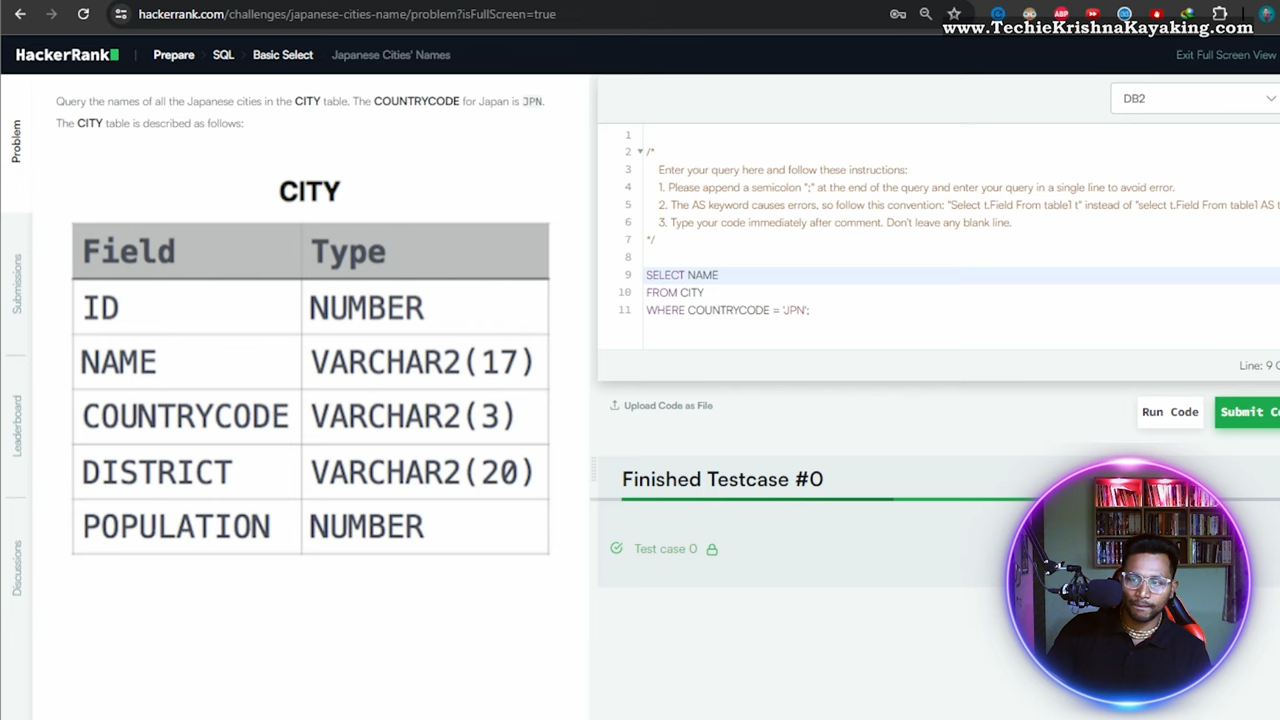 hackerrank.com/challenges/japanese-cities-name/problem?isFullScreen=true
ABP
www.TechieKrishnaKayaking.com
HackerRank
Prepare
SQL
Basic Select
Japanese Cities' Names
Exit Full Screen View
Problem
Submissions
Leaderboard
Discussions
Query the names of all the Japanese cities in the CITY table. The COUNTRYCODE for Japan is JPN.
The CITY table is described as follows:
CITY
Field Type
ID NUMBER
NAME VARCHAR2(17)
COUNTRYCODE VARCHAR2(3)
DISTRICT VARCHAR2(20)
POPULATION NUMBER
DB2
1
2 /*
3 Enter your query here and follow these instructions:
4 1. Please append a semicolon ";" at the end of the query and enter your query in a single line to avoid error.
5 2. The AS keyword causes errors, so follow this convention: "Select t.Field From table1 t" instead of "select t.Field From table1 AS t
6 3. Type your code immediately after comment. Don't leave any blank line.
7 */
8
9 SELECT NAME
10 FROM CITY
11 WHERE COUNTRYCODE = 'JPN';
Line: 9 C
Upload Code as File
Run Code
Submit Co
Finished Testcase #0
Test case 0